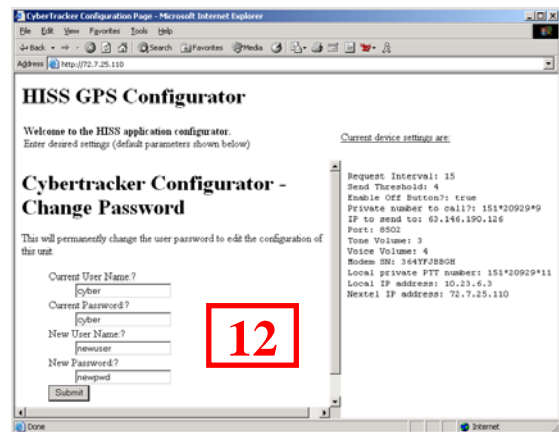 CyberTracker Configuration Page - Microsoft Internet Explorer
File Edit View Favorites Tools Help
Back Search Favorites Media
Address http://72.7.25.110
HISS GPS Configurator
Welcome to the HISS application configurator.
Enter desired settings (default parameters shown below)
Cybertracker Configurator -
Change Password
This will permanently change the user password to edit the configuration of
this unit.
Current User Name:?
cyber
Current Password:?
cyber
New User Name:?
newuser
New Password:?
newpwd
Submit
12
Current device settings are:
Request Interval: 15
Send Threshold: 4
Enable Off Button?: true
Private number to call?: 151*20929*9
IP to send to: 63.146.190.126
Port: 8502
Tone Volume: 3
Voice Volume: 4
Modem SN: 364YFJBBGH
Local private PTT number: 151*20929*11
Local IP address: 10.23.6.3
Nextel IP address: 72.7.25.110
Done
Internet